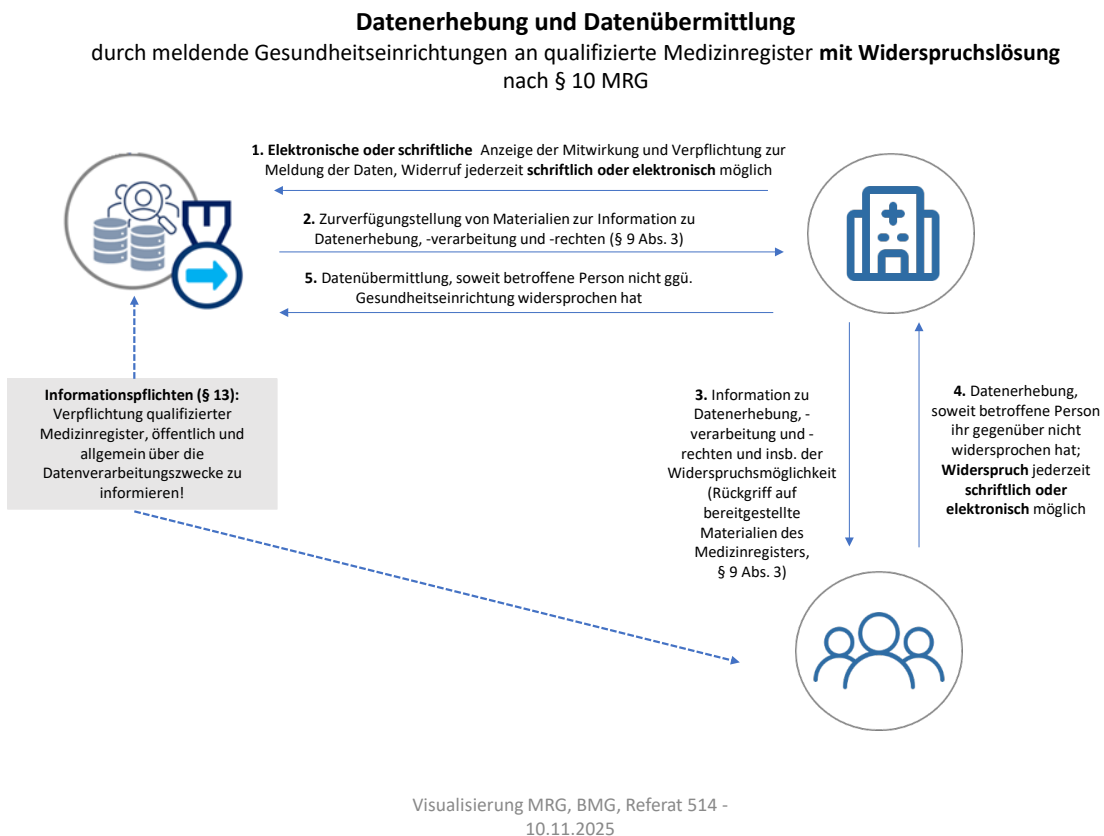 Datenerhebung und Datenübermittlung
durch meldende Gesundheitseinrichtungen an qualifizierte Medizinregister mit Widerspruchslösung
nach § 10 MRG
1. Elektronische oder schriftliche Anzeige der Mitwirkung und Verpflichtung zur
Meldung der Daten, Widerruf jederzeit schriftlich oder elektronisch möglich
2. Zurverfügungstellung von Materialien zur Information zu
Datenerhebung, -verarbeitung und -rechten (§ 9 Abs. 3)
5. Datenübermittlung, soweit betroffene Person nicht ggü.
Gesundheitseinrichtung widersprochen hat
Informationspflichten (§ 13):
Verpflichtung qualifizierter
Medizinregister, öffentlich und
allgemein über die
Datenverarbeitungszwecke zu
informieren!
3. Information zu
Datenerhebung, -
verarbeitung und -
rechten und insb. der
Widerspruchsmöglichkeit
(Rückgriff auf
bereitgestellte
Materialien des
Medizinregisters,
§ 9 Abs. 3)
4. Datenerhebung,
soweit betroffene Person
ihr gegenüber nicht
widersprochen hat;
Widerspruch jederzeit
schriftlich oder
elektronisch möglich
Visualisierung MRG, BMG, Referat 514 -
10.11.2025